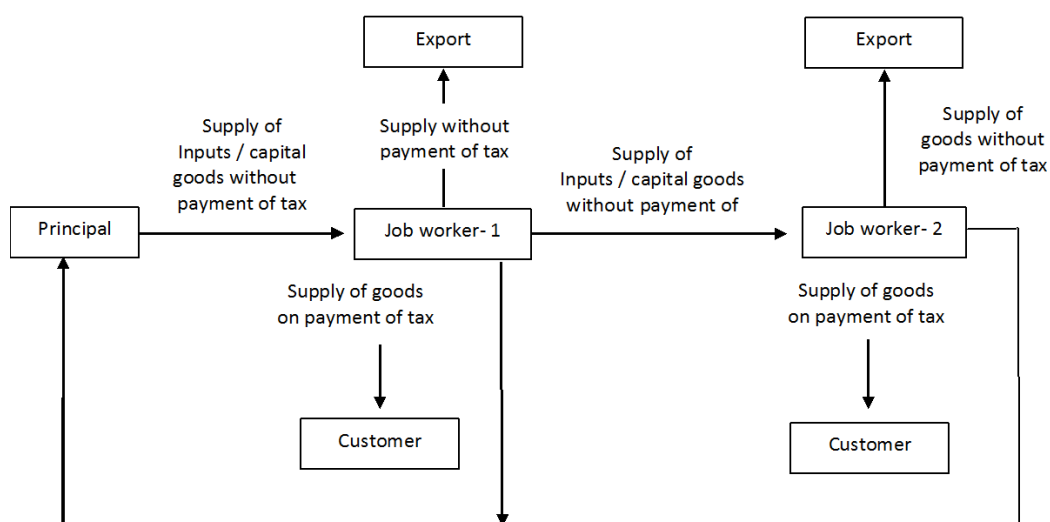 Export
Export
Supply of
Inputs / capital
goods without
payment of tax
Supply without
payment of tax
Supply of
Inputs / capital goods
without payment of
Supply of
goods without
payment of tax
Principal
Job worker- 1
Job worker- 2
Supply of goods
on payment of tax
Supply of goods
on payment of tax
Customer
Customer